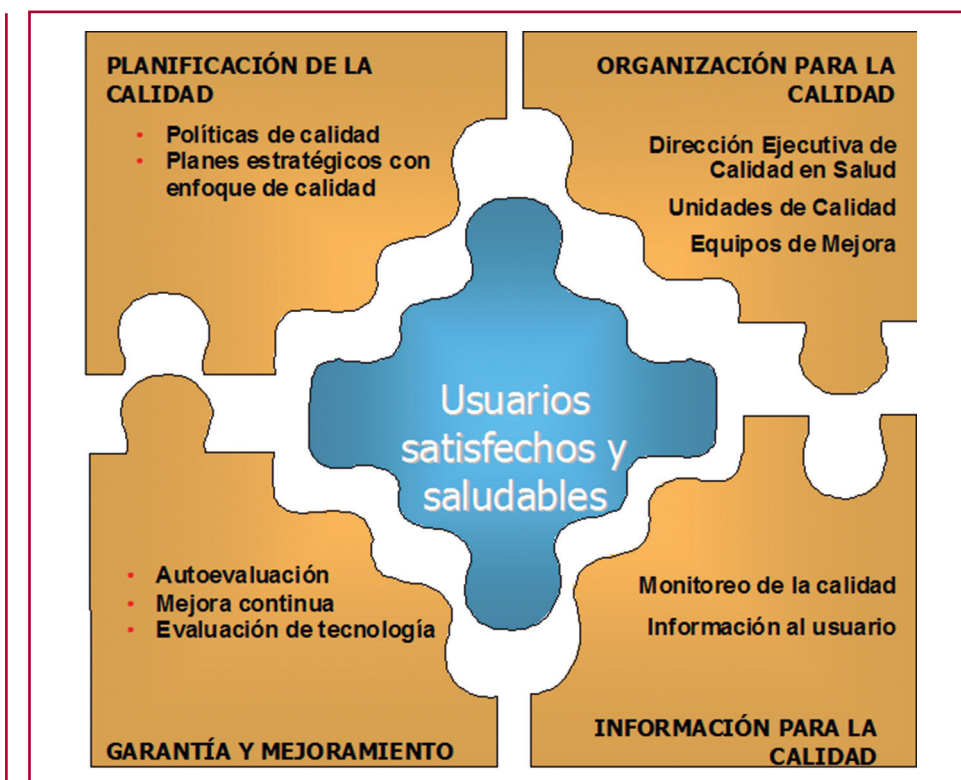 PLANIFICACIÓN DE LA
CALIDAD
• Políticas de calidad
• Planes estratégicos con
enfoque de calidad
ORGANIZACIÓN PARA LA
CALIDAD
Dirección Ejecutiva de
Calidad en Salud
Unidades de Calidad
Equipos de Mejora
Usuarios
satisfechos y
saludables
• Autoevaluación
• Mejora continua
• Evaluación de tecnología
GARANTÍA Y MEJORAMIENTO
Monitoreo de la calidad
Información al usuario
INFORMACIÓN PARA LA
CALIDAD